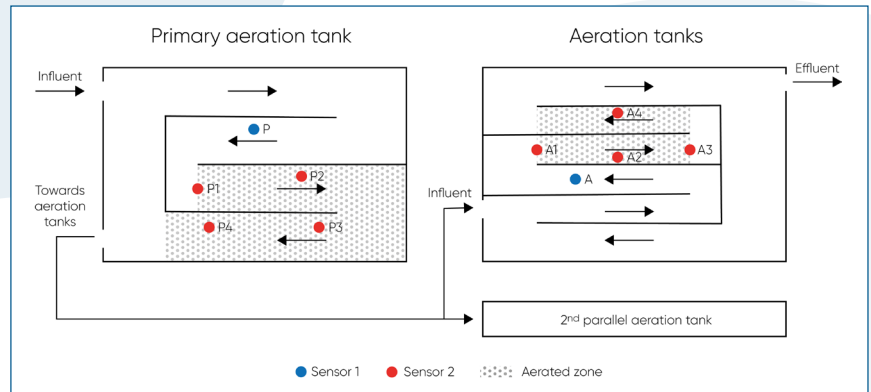 Primary aeration tank
Aeration tanks
Influent
Effluent
P
A4
P2
A1
A2
A3
P1
A
Towards
aeration
tanks
Influent
P4
P3
2nd parallel aeration tank
Sensor 1
Sensor 2
Aerated zone